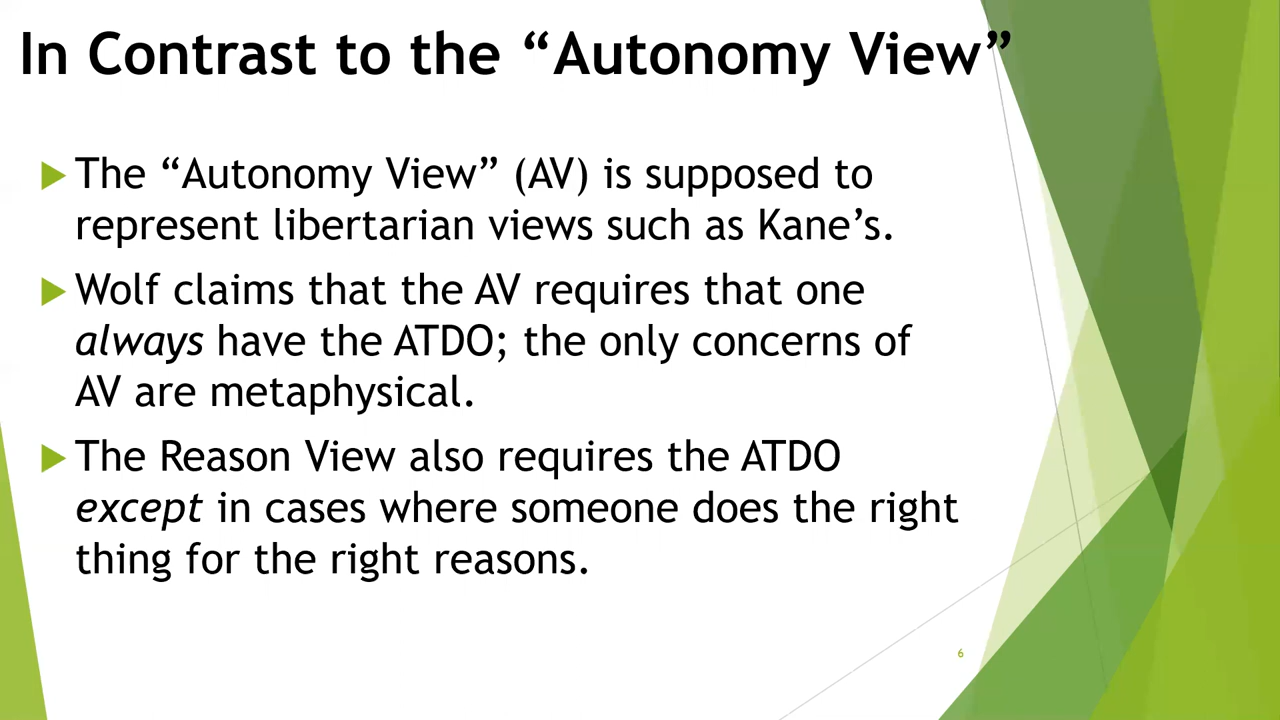 In Contrast to the “Autonomy View”
The “Autonomy View” (AV) is supposed to
represent libertarian views such as Kane’s.
Wolf claims that the AV requires that one
always have the ATDO; the only concerns of
AV are metaphysical.
The Reason View also requires the ATDO
except in cases where someone does the right
thing for the right reasons.
6